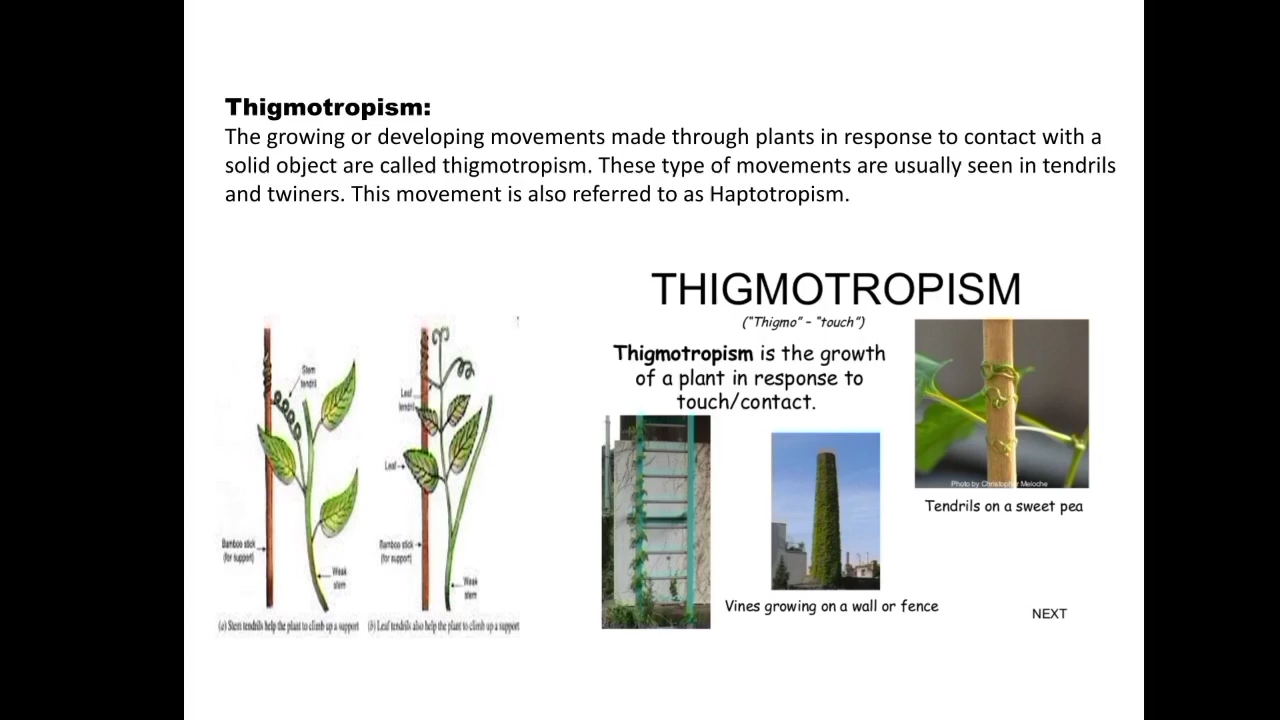 Thigmotropism:
The growing or developing movements made through plants in response to contact with a
solid object are called thigmotropism. These type of movements are usually seen in tendrils
and twiners. This movement is also referred to as Haptotropism.
Stem
tendril
Bamboo stick
(for support)
Weak
stem
(a) Stem tendrils help the plant to climb up a support
Leaf
tendril
Leaf
Bamboo stick
(for support)
Weak
stem
(b) Leaf tendrils also help the plant to climb up a support
THIGMOTROPISM
("Thigmo" – "touch")
Thigmotropism is the growth
of a plant in response to
touch/contact.
Photo by Christopher Meloche
Tendrils on a sweet pea
Vines growing on a wall or fence
NEXT